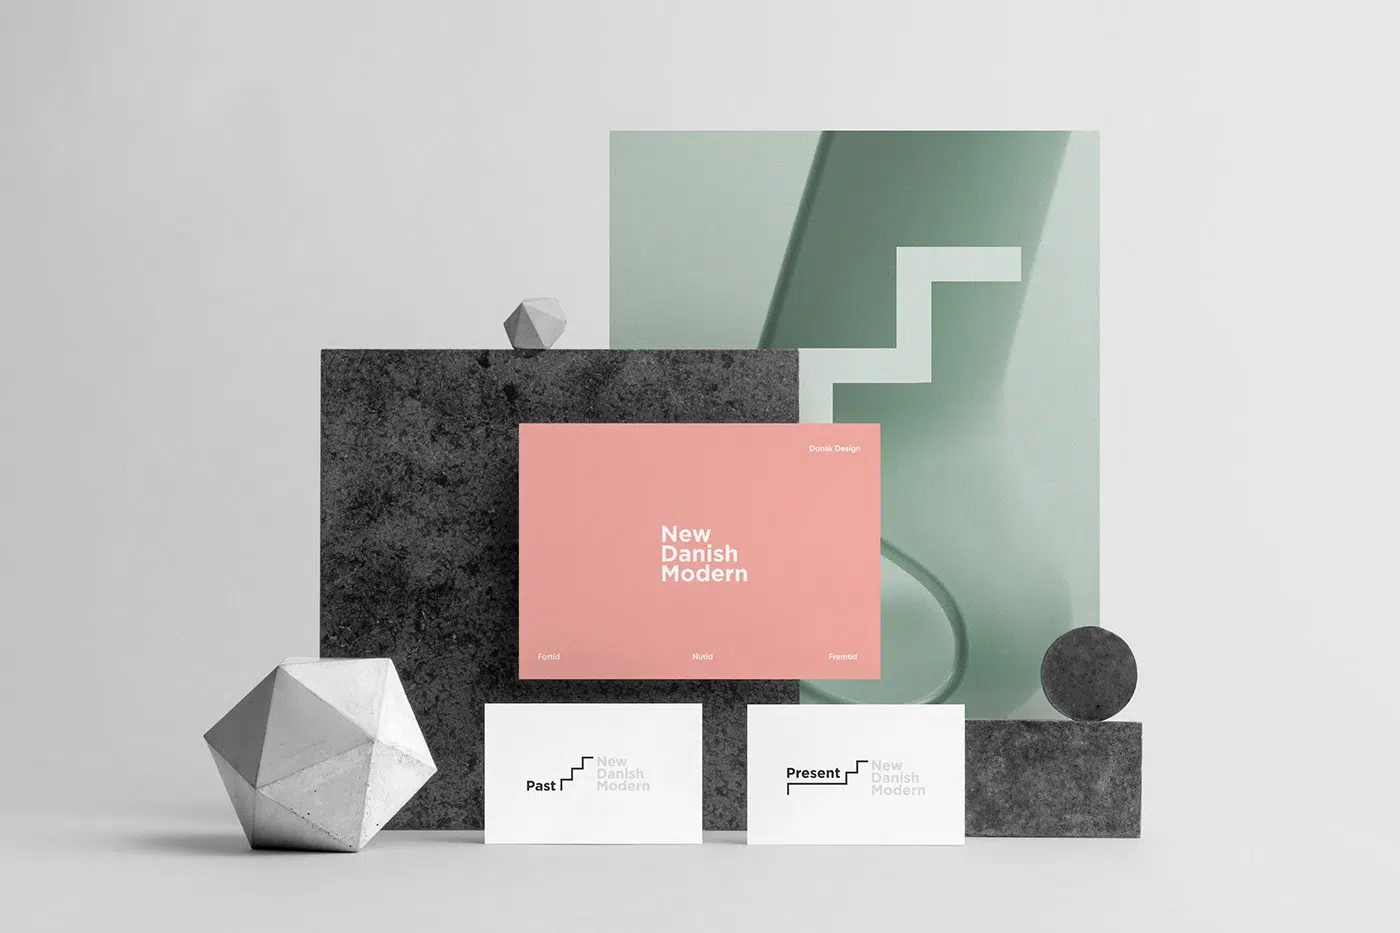 Dansk Design
New
Danish
Modern
Fortid Nutid Fremtid
Past
New
Danish
Modern
Present
New
Danish
Modern